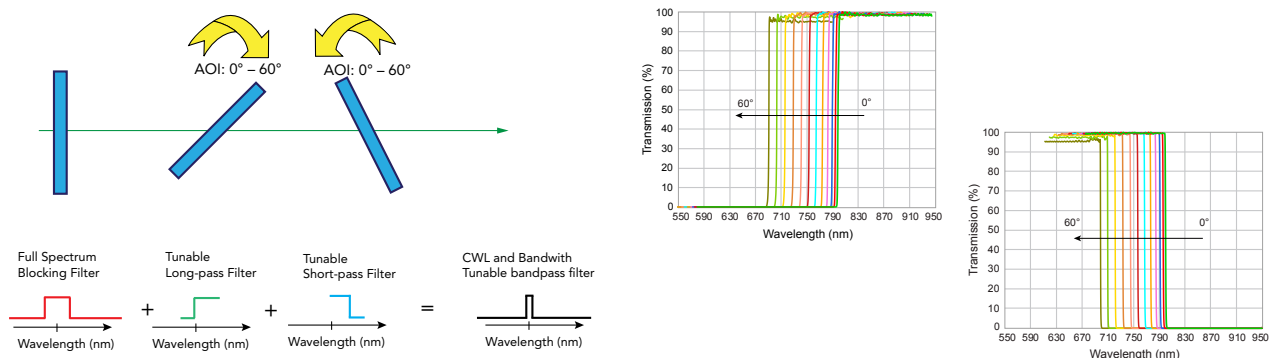 AOI: 0° – 60°
AOI: 0° – 60°
Full Spectrum
Blocking Filter
Wavelength (nm)
+
Tunable
Long-pass Filter
Wavelength (nm)
+
Tunable
Short-pass Filter
Wavelength (nm)
=
CWL and Bandwith
Tunable bandpass filter
Wavelength (nm)
Transmission (%)
100
90
80
70
60
50
40
30
20
10
0
60°
0°
550 590 630 670 710 750 790 830 870 910 950
Wavelength (nm)
Transmission (%)
100
90
80
70
60
50
40
30
20
10
0
60°
0°
550 590 630 670 710 750 790 830 870 910 950
Wavelength (nm)